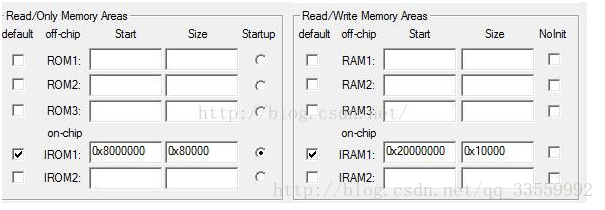 Read/Only Memory Areas
default off-chip Start Size Startup
ROM1:
ROM2:
ROM3:
on-chip
IROM1: 0x8000000 0x80000
IROM2:
Read/Write Memory Areas
default off-chip Start Size NoInit
RAM1:
RAM2:
RAM3:
on-chip
IRAM1: 0x20000000 0x10000
IRAM2:
http://blog.csdn.net/
http://blog.csdn.net/qq_33559992